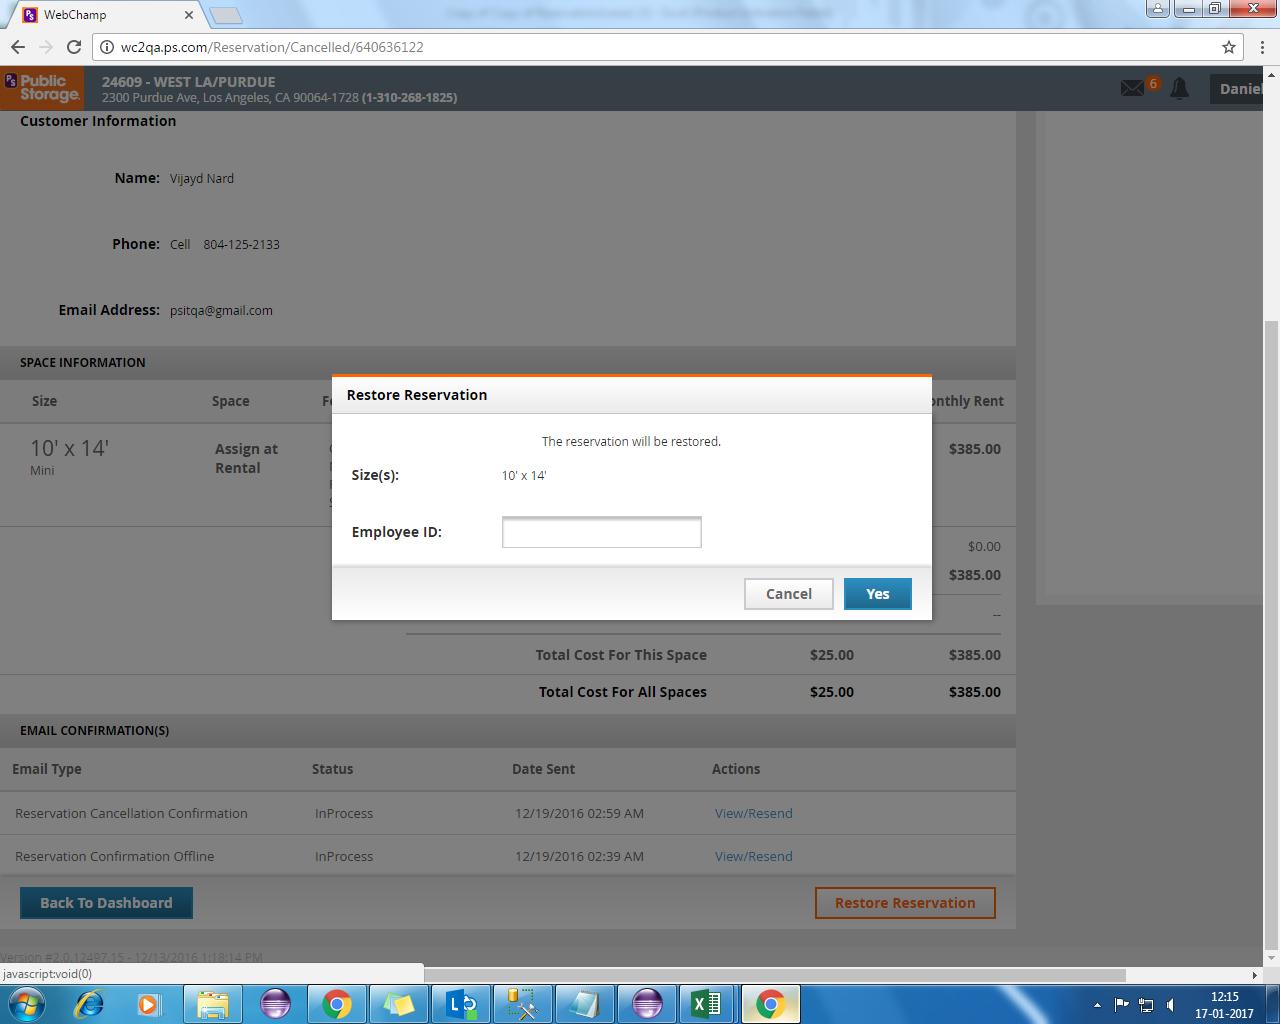 WebChamp
wc2qa.ps.com/Reservation/Cancelled/640636122
PS Public Storage.
24609 - WEST LA/PURDUE
2300 Purdue Ave, Los Angeles, CA 90064-1728 (1-310-268-1825)
6
Daniel
Customer Information
Name: Vijayd Nard
Phone: Cell 804-125-2133
Email Address: psitqa@gmail.com
SPACE INFORMATION
Size Space onthly Rent
10' x 14' Assign at Rental $385.00
Mini
Restore Reservation
The reservation will be restored.
Size(s): 10' x 14'
Employee ID:
Cancel Yes
$0.00
$385.00
--
Total Cost For This Space $25.00 $385.00
Total Cost For All Spaces $25.00 $385.00
EMAIL CONFIRMATION(S)
Email Type Status Date Sent Actions
Reservation Cancellation Confirmation InProcess 12/19/2016 02:59 AM View/Resend
Reservation Confirmation Offline InProcess 12/19/2016 02:39 AM View/Resend
Back To Dashboard Restore Reservation
Version #2.0.12497.15 - 12/13/2016 1:18:14 PM
javascript:void(0)
12:15
17-01-2017